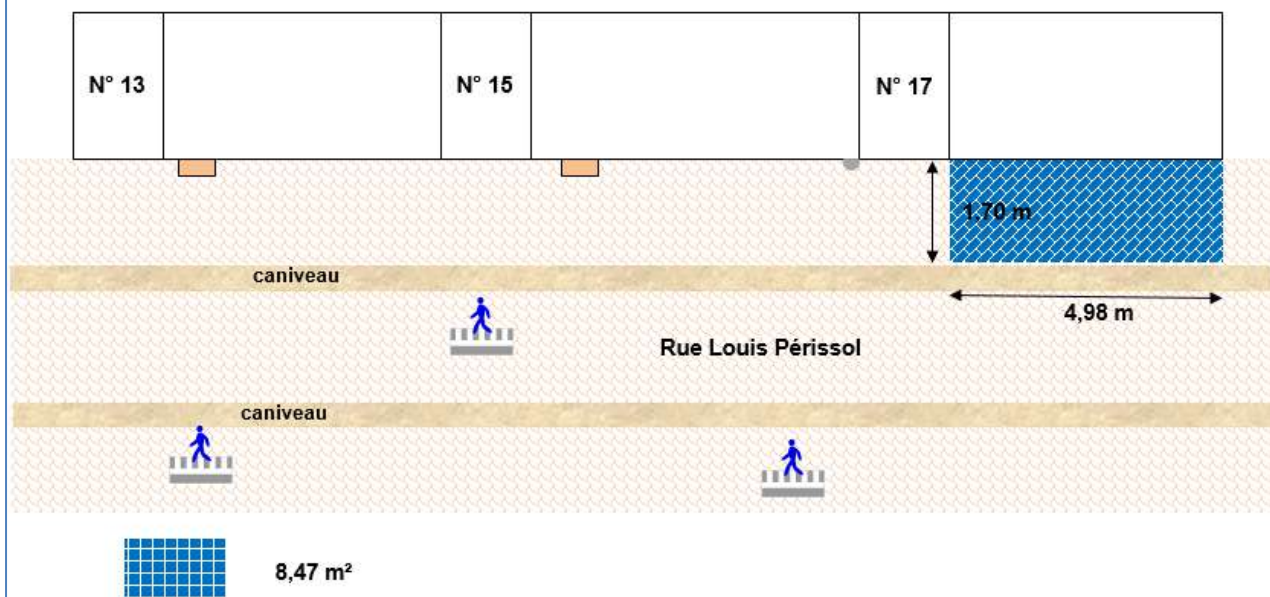 N° 13
N° 15
N° 17
1,70 m
caniveau
4,98 m
Rue Louis Périssol
caniveau
8,47 m²